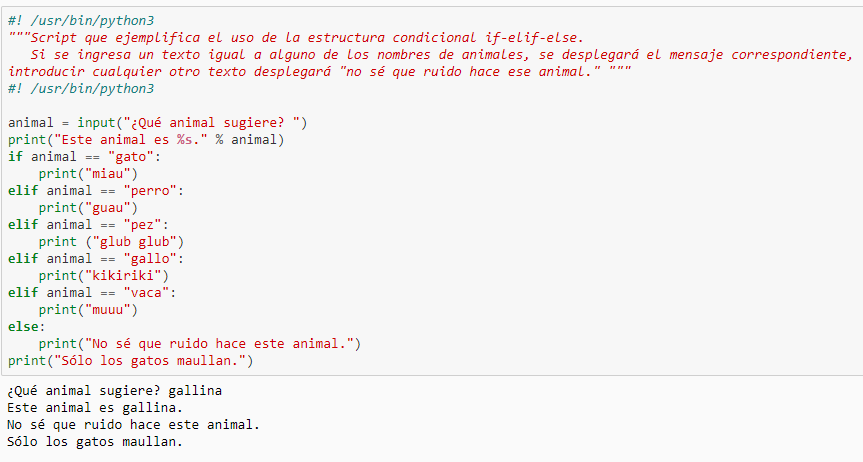 #! /usr/bin/python3
"""Script que ejemplifica el uso de la estructura condicional if-elif-else.
   Si se ingresa un texto igual a alguno de los nombres de animales, se desplegará el mensaje correspondiente,
introducir cualquier otro texto desplegará "no sé que ruido hace ese animal." """
#! /usr/bin/python3

animal = input("¿Qué animal sugiere? ")
print("Este animal es %s." % animal)
if animal == "gato":
    print("miau")
elif animal == "perro":
    print("guau")
elif animal == "pez":
    print ("glub glub")
elif animal == "gallo":
    print("kikiriki")
elif animal == "vaca":
    print("muuu")
else:
    print("No sé que ruido hace este animal.")
print("Sólo los gatos maullan.")
¿Qué animal sugiere? gallina
Este animal es gallina.
No sé que ruido hace este animal.
Sólo los gatos maullan.